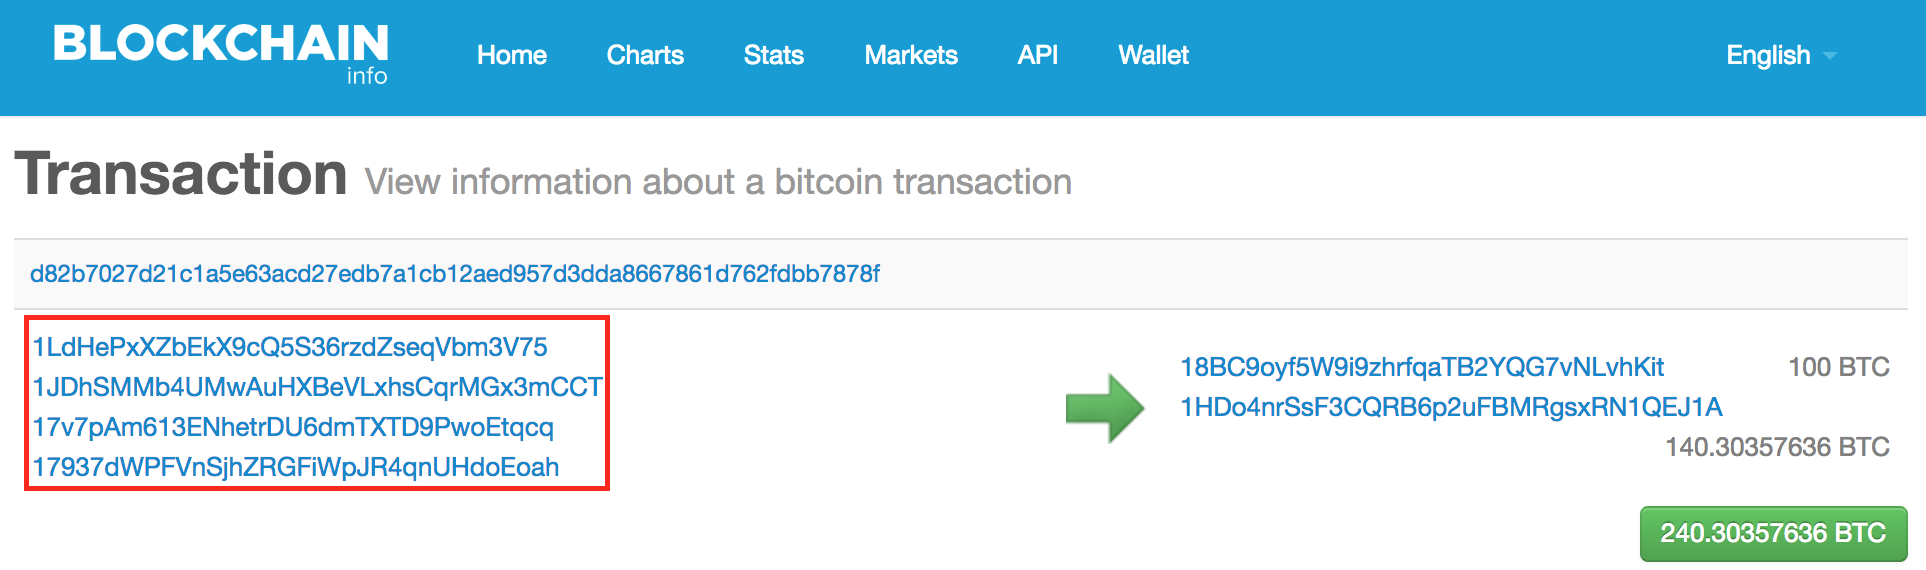 BLOCKCHAIN
info
Home Charts Stats Markets API Wallet English
Transaction View information about a bitcoin transaction
d82b7027d21c1a5e63acd27edb7a1cb12aed957d3dda8667861d762fdbb7878f
1LdHePxXZbEkX9cQ5S36rzdZseqVbm3V75
1JDhSMMb4UMwAuHXBeVLxhsCqrMGx3mCCT
17v7pAm613ENhetrDU6dmTXTD9PwoEtqcq
17937dWPFVnSjhZRGFiWpJR4qnUHdoEoah
18BC9oyf5W9i9zhrfqaTB2YQG7vNLvhKit 100 BTC
1HDo4nrSsF3CQRB6p2uFBMRgsxRN1QEJ1A
140.30357636 BTC
240.30357636 BTC